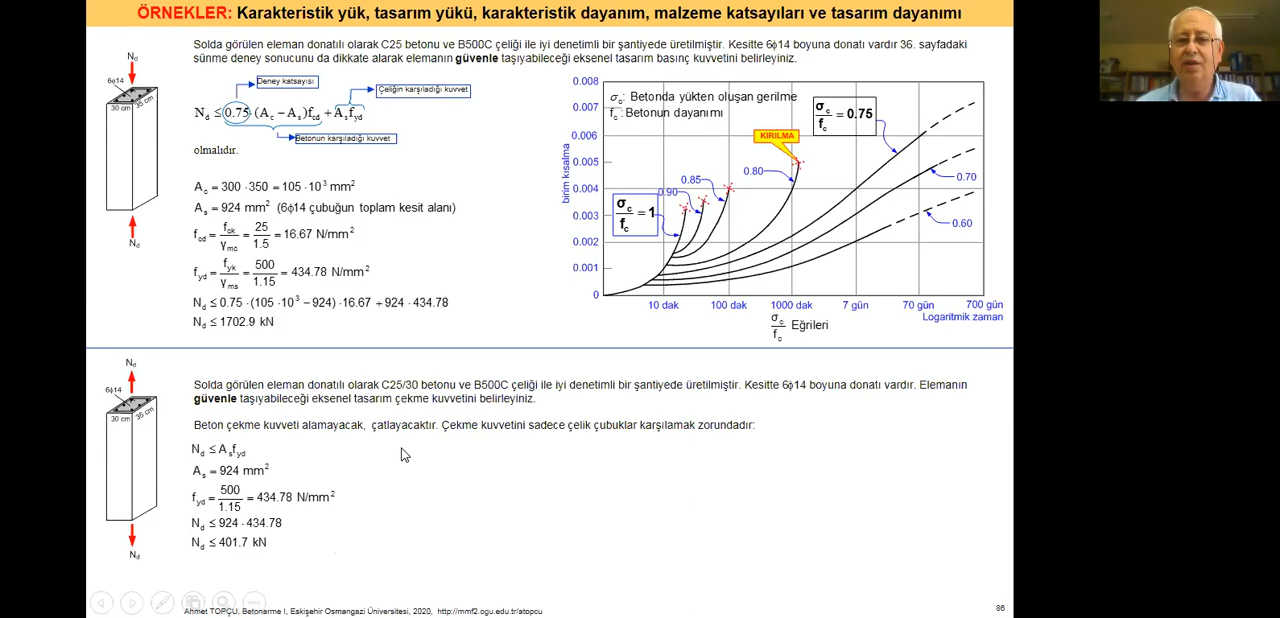 ÖRNEKLER: Karakteristik yük, tasarım yükü, karakteristik dayanım, malzeme katsayıları ve tasarım dayanımı
Solda görülen eleman donatılı olarak C25 betonu ve B500C çeliği ile iyi denetimli bir şantiyede üretilmiştir. Kesitte 6ϕ14 boyuna donatı vardır 36. sayfadaki
sünme deney sonucunu da dikkate alarak elemanın güvenle taşıyabileceği eksenel tasarım basınç kuvvetini belirleyiniz.
N_d
6ϕ14
30 cm
35 cm
N_d
Deney katsayısı
Çeliğin karşıladığı kuvvet
N_d ≤ 0.75 · (A_c − A_s)f_cd + A_s f_yd
Betonun karşıladığı kuvvet
olmalıdır.
A_c = 300 · 350 = 105 · 10³ mm²
A_s = 924 mm² (6ϕ14 çubuğun toplam kesit alanı)
f_cd = f_ck / γ_mc = 25 / 1.5 = 16.67 N/mm²
f_yd = f_yk / γ_ms = 500 / 1.15 = 434.78 N/mm²
N_d ≤ 0.75 · (105 · 10³ − 924) · 16.67 + 924 · 434.78
N_d ≤ 1702.9 kN
birim kısalma
0.008
0.007
0.006
0.005
0.004
0.003
0.002
0.001
0
σ_c: Betonda yükten oluşan gerilme
f_c: Betonun dayanımı
σ_c / f_c = 0.75
KIRILMA
0.80
0.85
0.90
σ_c / f_c = 1
0.70
0.60
10 dak
100 dak
1000 dak
7 gün
70 gün
700 gün
Logaritmik zaman
σ_c / f_c Eğrileri
N_d
6ϕ14
30 cm
35 cm
N_d
Solda görülen eleman donatılı olarak C25/30 betonu ve B500C çeliği ile iyi denetimli bir şantiyede üretilmiştir. Kesitte 6ϕ14 boyuna donatı vardır. Elemanın
güvenle taşıyabileceği eksenel tasarım çekme kuvvetini belirleyiniz.
Beton çekme kuvveti alamayacak, çatlayacaktır. Çekme kuvvetini sadece çelik çubuklar karşılamak zorundadır:
N_d ≤ A_s f_yd
A_s = 924 mm²
f_yd = 500 / 1.15 = 434.78 N/mm²
N_d ≤ 924 · 434.78
N_d ≤ 401.7 kN
Ahmet TOPÇU, Betonarme I, Eskişehir Osmangazi Üniversitesi, 2020, http://mmf2.ogu.edu.tr/atopcu
86